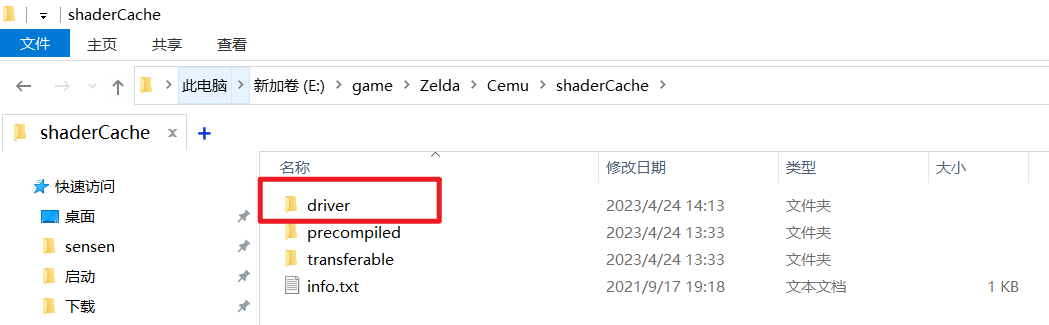 shaderCache
文件 主页 共享 查看
此电脑 新加卷 (E:) game Zelda Cemu shaderCache
shaderCache x +
名称 修改日期 类型 大小
快速访问
桌面
sensen
启动
下载
driver 2023/4/24 14:13 文件夹
precompiled 2023/4/24 13:33 文件夹
transferable 2023/4/24 13:33 文件夹
info.txt 2021/9/17 19:18 文本文档 1 KB